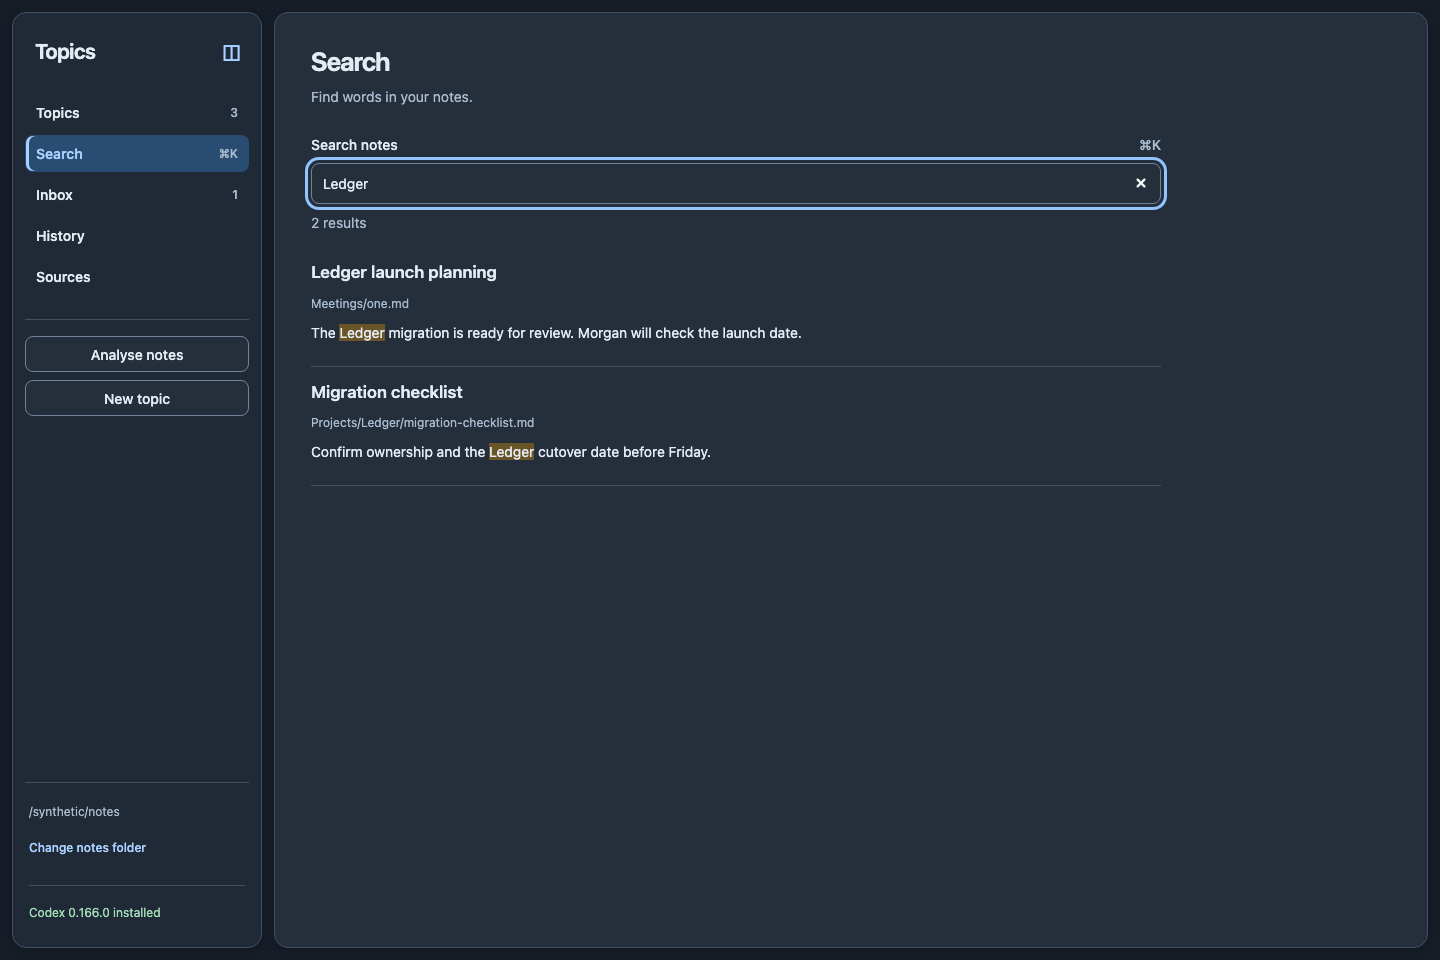 Topics
Topics 3
Search ⌘K
Inbox 1
History
Sources
Analyse notes
New topic
/synthetic/notes
Change notes folder
Codex 0.166.0 installed
Search
Find words in your notes.
Search notes ⌘K
Ledger ×
2 results
Ledger launch planning
Meetings/one.md
The Ledger migration is ready for review. Morgan will check the launch date.
Migration checklist
Projects/Ledger/migration-checklist.md
Confirm ownership and the Ledger cutover date before Friday.